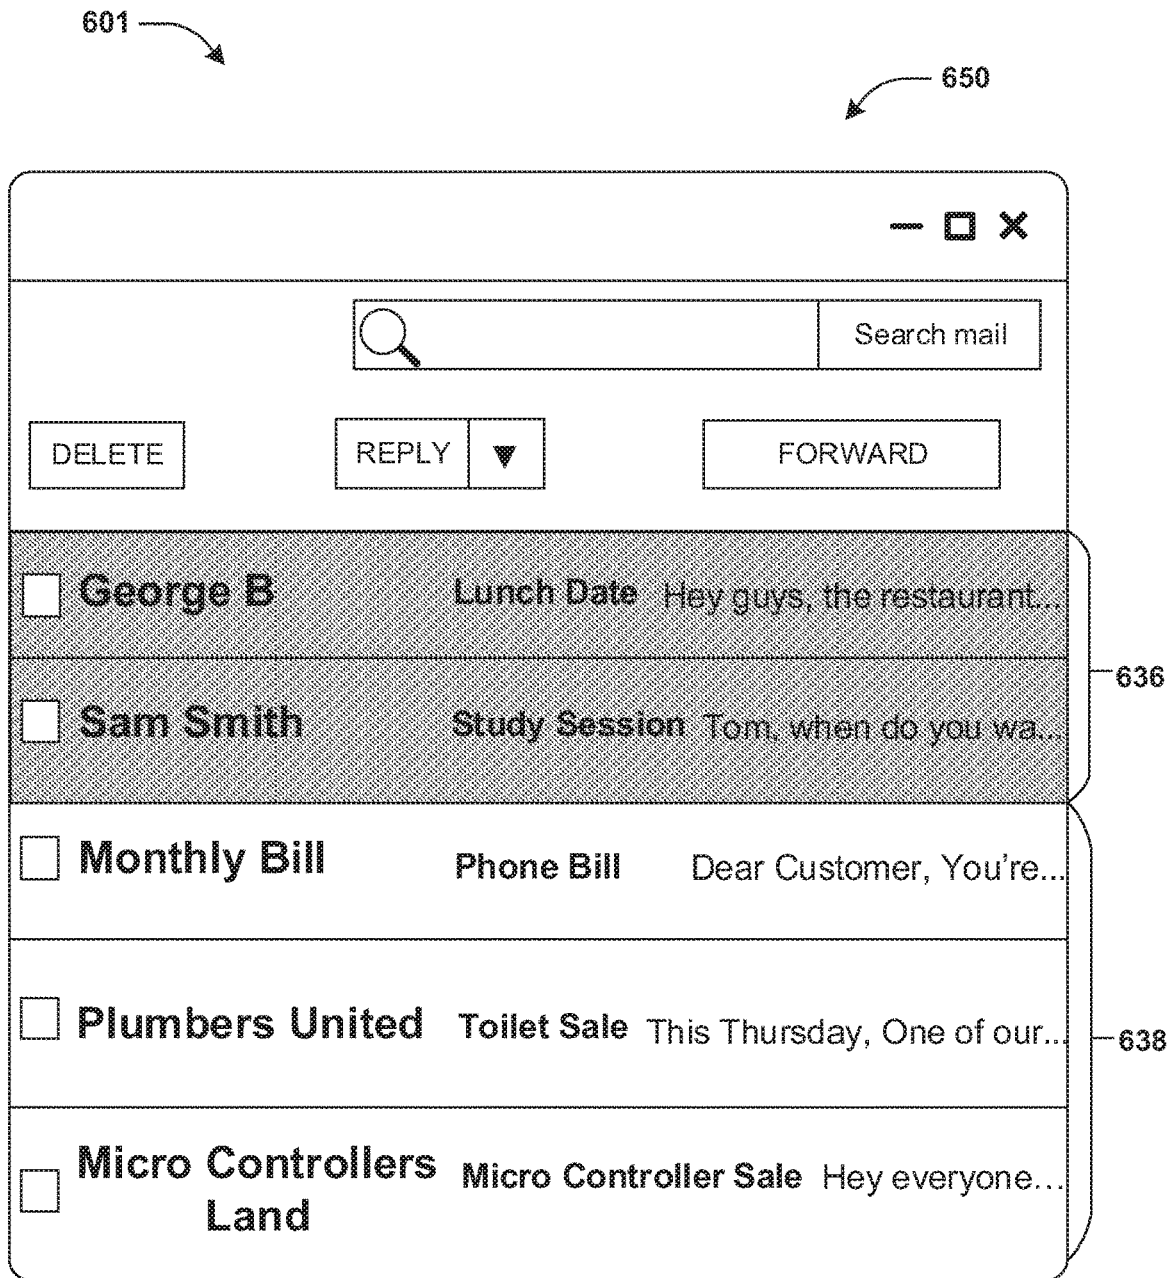 601
650
Search mail
DELETE REPLY ▼ FORWARD
George B Lunch Date Hey guys, the restaurant...
636
Sam Smith Study Session Tom, when do you wa...
Monthly Bill Phone Bill Dear Customer, You're...
Plumbers United Toilet Sale This Thursday, One of our...
638
Micro Controllers Land Micro Controller Sale Hey everyone...